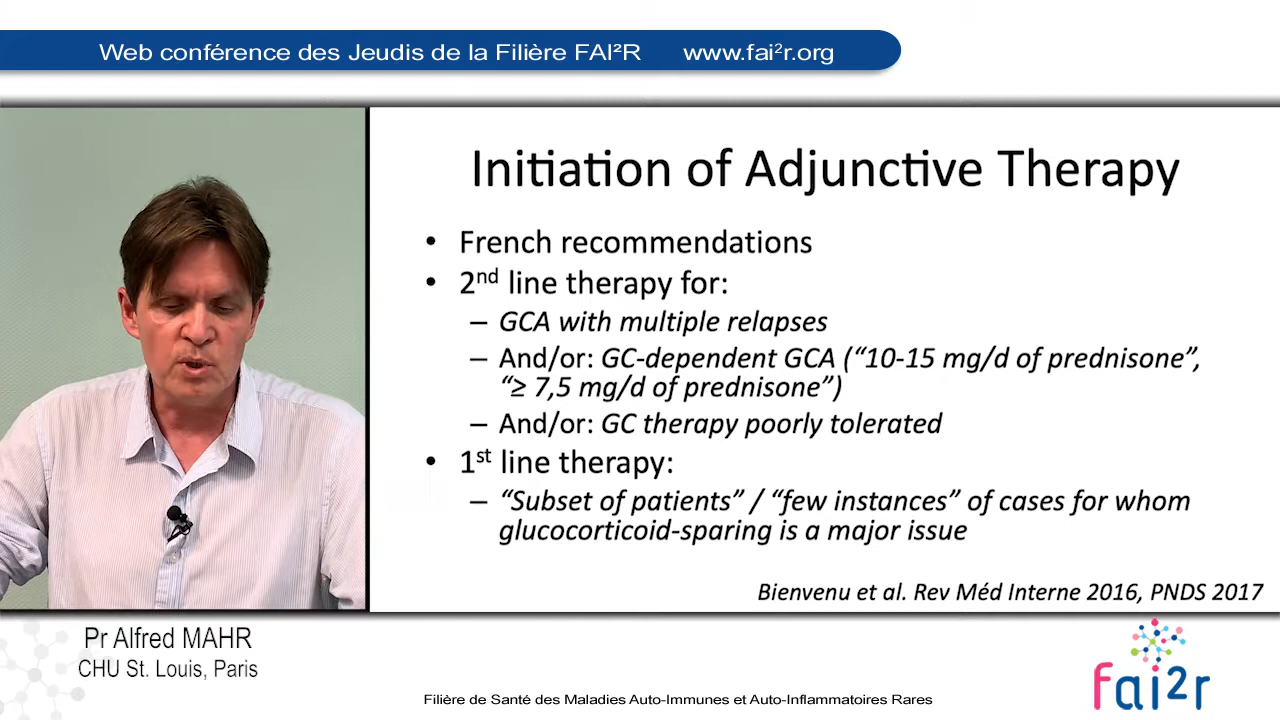 Web conférence des Jeudis de la Filière FAI²R www.fai²r.org
Initiation of Adjunctive Therapy
• French recommendations
• 2nd line therapy for:
– GCA with multiple relapses
– And/or: GC-dependent GCA (“10-15 mg/d of prednisone”,
“≥ 7,5 mg/d of prednisone”)
– And/or: GC therapy poorly tolerated
• 1st line therapy:
– “Subset of patients” / “few instances” of cases for whom
glucocorticoid-sparing is a major issue
Bienvenu et al. Rev Méd Interne 2016, PNDS 2017
Pr Alfred MAHR
CHU St. Louis, Paris
fai2r
Filière de Santé des Maladies Auto-Immunes et Auto-Inflammatoires Rares